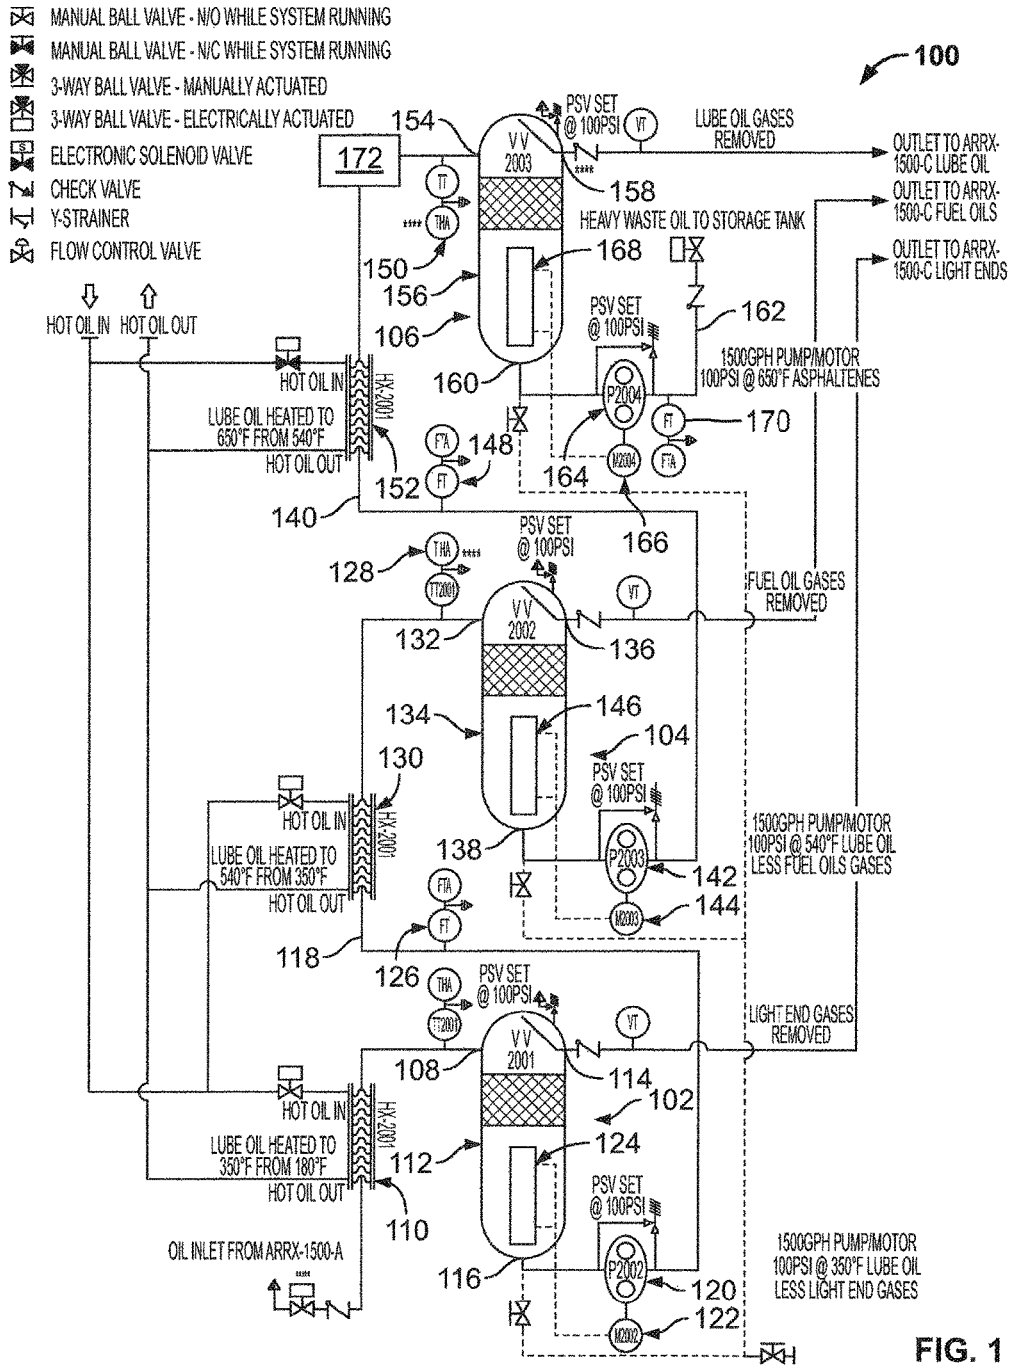 MANUAL BALL VALVE - N/O WHILE SYSTEM RUNNING
MANUAL BALL VALVE - N/C WHILE SYSTEM RUNNING
3-WAY BALL VALVE - MANUALLY ACTUATED
3-WAY BALL VALVE - ELECTRICALLY ACTUATED
S
ELECTRONIC SOLENOID VALVE
CHECK VALVE
Y-STRAINER
FLOW CONTROL VALVE
100
HOT OIL IN
HOT OIL OUT
172
154
TT
****
THA
150
156
106
VV
2003
PSV SET
@ 100PSI
****
VT
158
LUBE OIL GASES
REMOVED
OUTLET TO ARRX-
1500-C LUBE OIL
OUTLET TO ARRX-
1500-C FUEL OILS
OUTLET TO ARRX-
1500-C LIGHT ENDS
HEAVY WASTE OIL TO STORAGE TANK
168
160
PSV SET
@ 100PSI
162
1500GPH PUMP/MOTOR
100PSI @ 650°F ASPHALTENES
P2004
164
M2004
166
FT
170
FTA
HOT OIL IN
HX-2001
LUBE OIL HEATED TO
650°F FROM 540°F
HOT OIL OUT
152
140
FTA
148
FT
128
THA
****
TT2001
132
PSV SET
@ 100PSI
VV
2002
VT
136
FUEL OIL GASES
REMOVED
134
146
104
130
HOT OIL IN
HX-2001
LUBE OIL HEATED TO
540°F FROM 350°F
HOT OIL OUT
138
PSV SET
@ 100PSI
P2003
142
M2003
144
1500GPH PUMP/MOTOR
100PSI @ 540°F LUBE OIL
LESS FUEL OILS GASES
118
FTA
FT
126
THA
TT2001
108
PSV SET
@ 100PSI
VV
2001
VT
114
LIGHT END GASES
REMOVED
102
112
124
HOT OIL IN
HX-2001
LUBE OIL HEATED TO
350°F FROM 180°F
HOT OIL OUT
110
116
PSV SET
@ 100PSI
P2002
120
M2002
122
OIL INLET FROM ARRX-1500-A
****
1500GPH PUMP/MOTOR
100PSI @ 350°F LUBE OIL
LESS LIGHT END GASES
FIG. 1